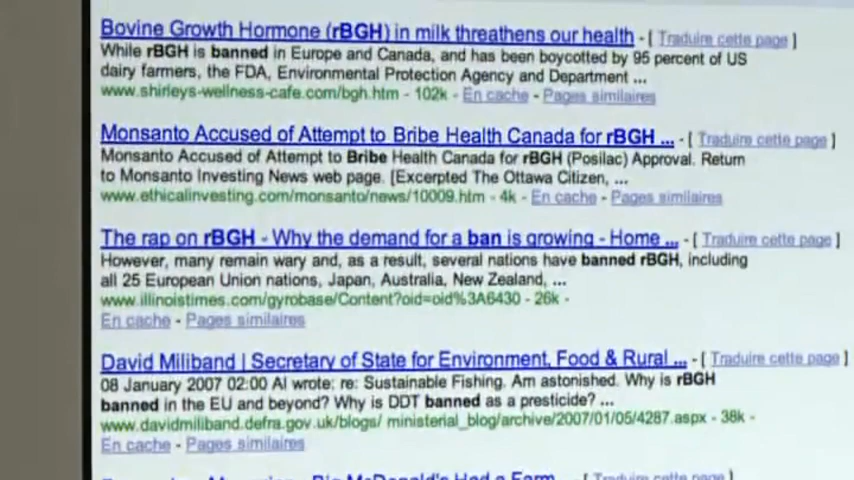 Bovine Growth Hormone (rBGH) in milk threatens our health - [ Traduire cette page ]
While rBGH is banned in Europe and Canada, and has been boycotted by 95 percent of US
dairy farmers, the FDA, Environmental Protection Agency and Department ...
www.shirleys-wellness-cafe.com/bgh.htm - 102k - En cache - Pages similaires
Monsanto Accused of Attempt to Bribe Health Canada for rBGH ... - [ Traduire cette page ]
Monsanto Accused of Attempt to Bribe Health Canada for rBGH (Posilac) Approval. Return
to Monsanto Investing News web page. [Excerpted The Ottawa Citizen, ...
www.ethicalinvesting.com/monsanto/news/10009.htm - 4k - En cache - Pages similaires
The rap on rBGH - Why the demand for a ban is growing - Home ... - [ Traduire cette page ]
However, many remain wary and, as a result, several nations have banned rBGH, including
all 25 European Union nations, Japan, Australia, New Zealand, ...
www.illinoistimes.com/gyrobase/Content?oid=oid%3A6430 - 26k -
En cache - Pages similaires
David Miliband | Secretary of State for Environment, Food & Rural ... - [ Traduire cette page ]
08 January 2007 02:00 Al wrote: re: Sustainable Fishing. Am astonished. Why is rBGH
banned in the EU and beyond? Why is DDT banned as a presticide? ...
www.davidmiliband.defra.gov.uk/blogs/ ministerial_blog/archive/2007/01/05/4287.aspx - 38k -
En cache - Pages similaires
McDonald's Had a Farm ... - [ Traduire cette page ]